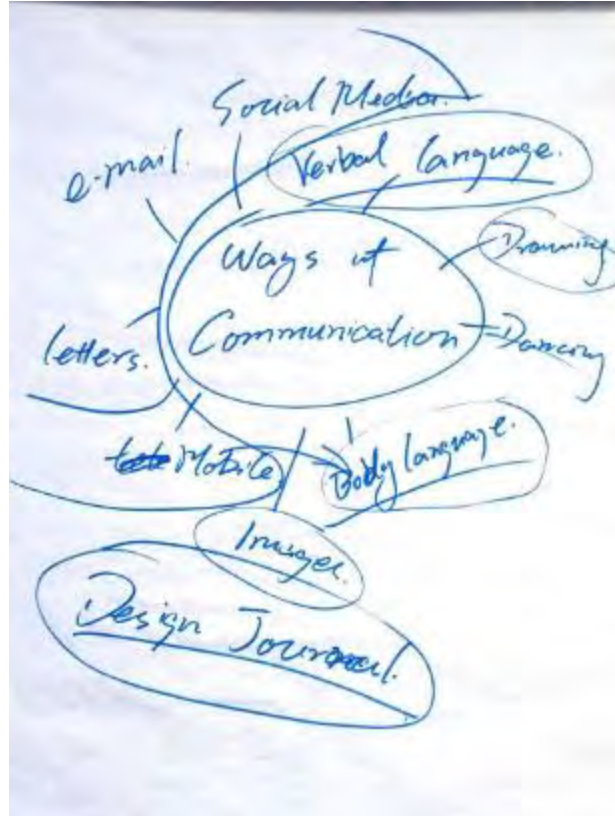 Social Media.
e-mail.
Verbal language.
Ways of
Drawing
Communication
Dancing
letters.
Mobile
Body language.
Images.
Design Journal.